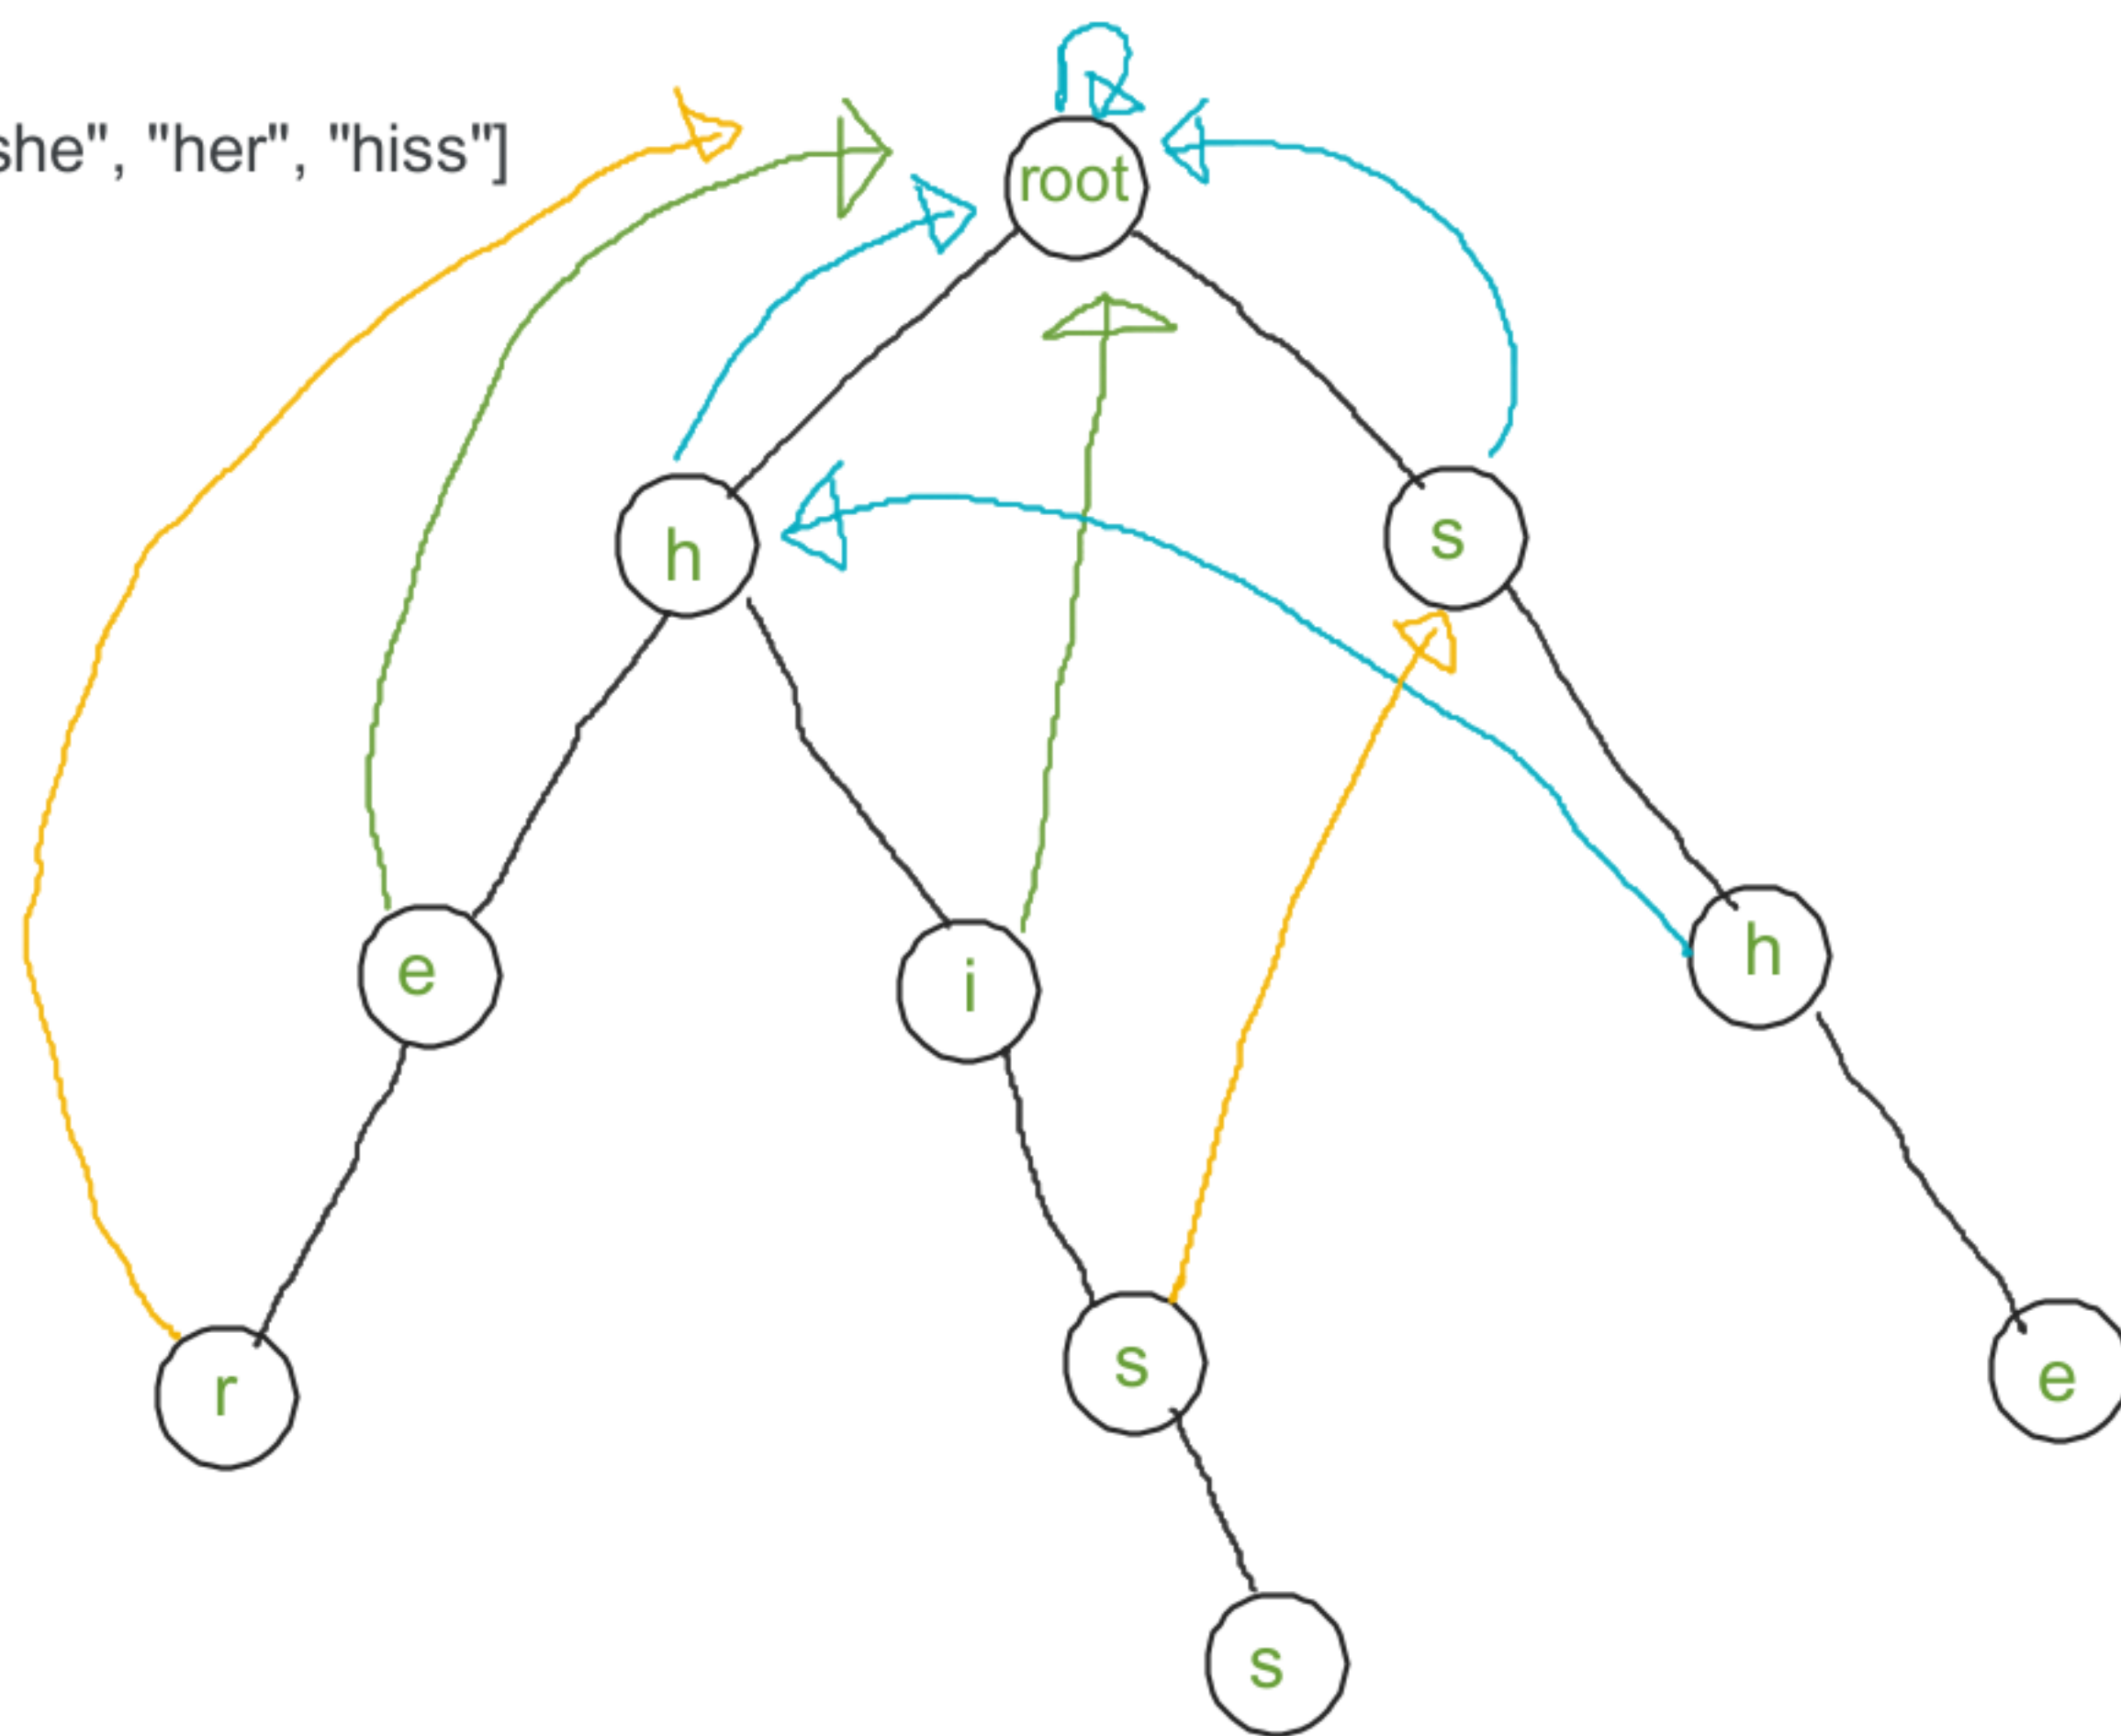 she", "her", "hiss"]
root
h
s
e
i
h
r
s
e
s